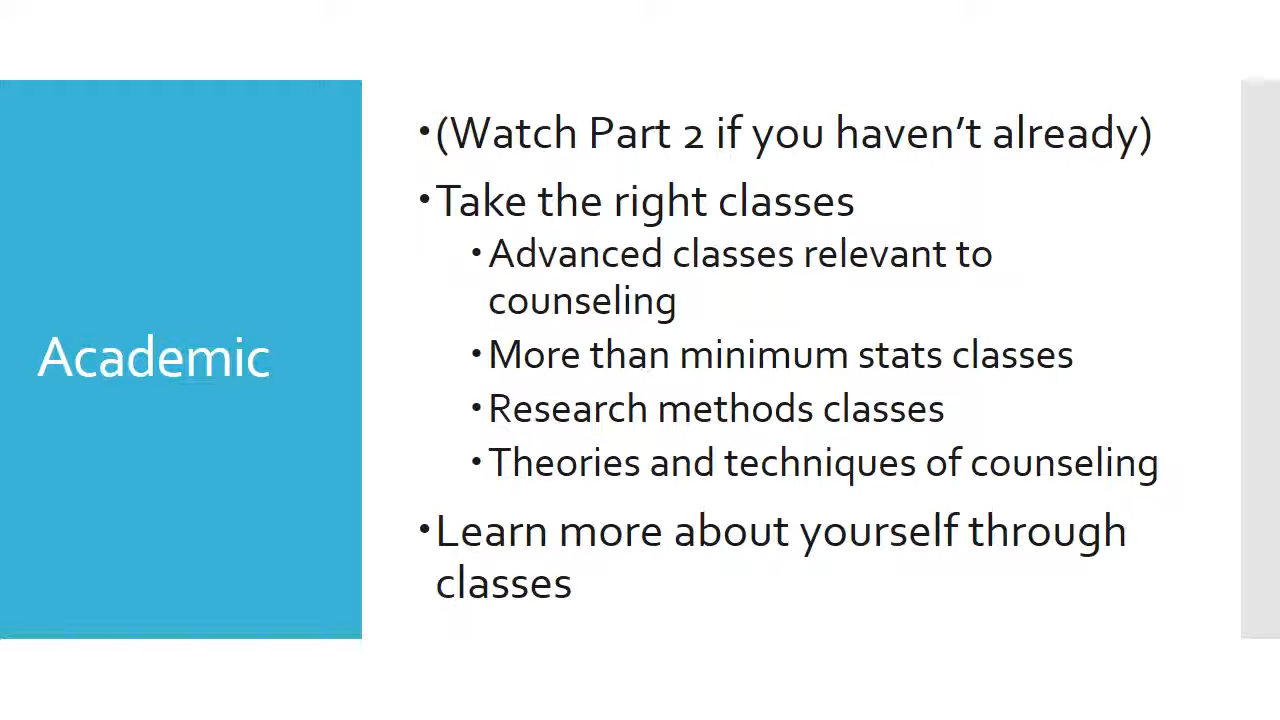 Academic
•(Watch Part 2 if you haven’t already)
•Take the right classes
•Advanced classes relevant to
counseling
•More than minimum stats classes
•Research methods classes
•Theories and techniques of counseling
•Learn more about yourself through
classes